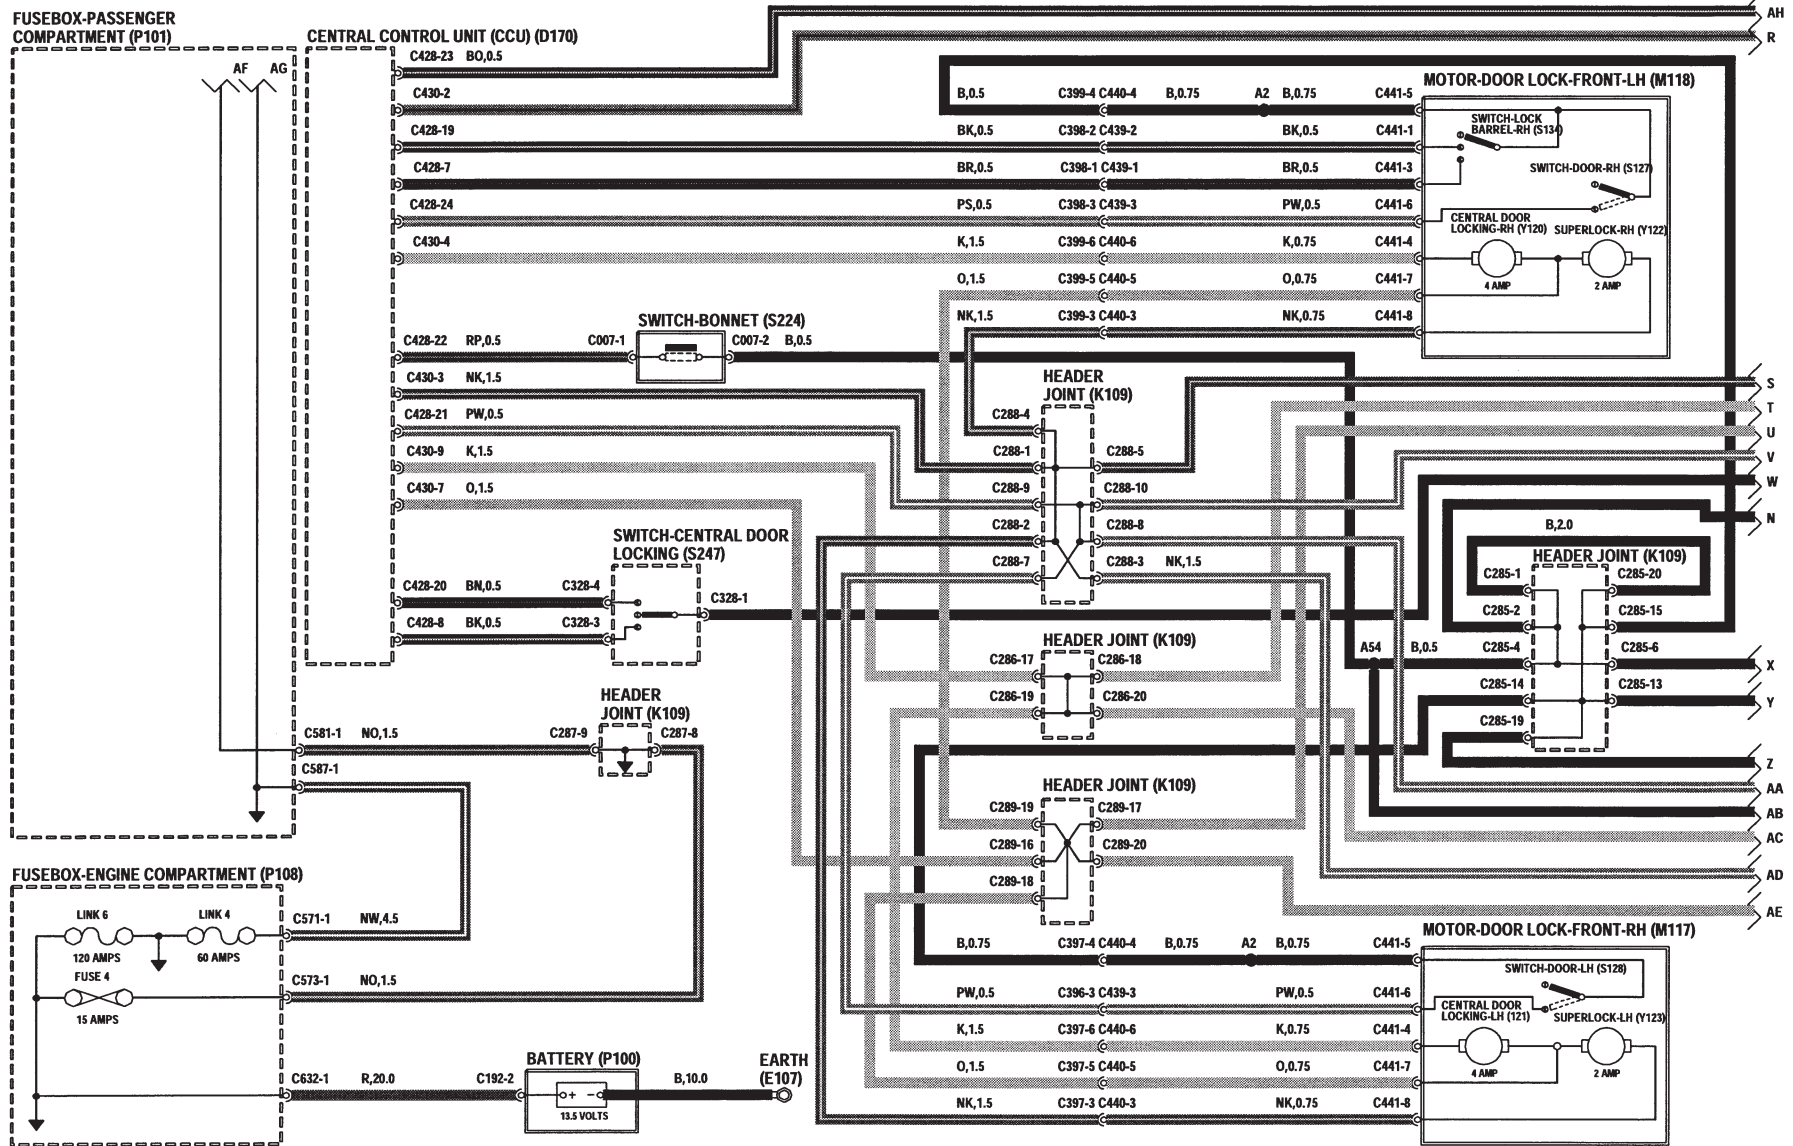 FUSEBOX-PASSENGER
COMPARTMENT (P101)
AF
AG
CENTRAL CONTROL UNIT (CCU) (D170)
C428-23 BO,0.5
AH
R
C430-2
B,0.5
C399-4 C440-4
B,0.75
A2
B,0.75
C441-5
C428-19
BK,0.5
C398-2 C439-2
BK,0.5
C441-1
C428-7
BR,0.5
C398-1 C439-1
BR,0.5
C441-3
C428-24
PS,0.5
C398-3 C439-3
PW,0.5
C441-6
C430-4
K,1.5
C399-6 C440-6
K,0.75
C441-4
O,1.5
C399-5 C440-5
O,0.75
C441-7
NK,1.5
C399-3 C440-3
NK,0.75
C441-8
MOTOR-DOOR LOCK-FRONT-LH (M118)
SWITCH-LOCK
BARREL-RH (S134)
SWITCH-DOOR-RH (S127)
CENTRAL DOOR
LOCKING-RH (Y120)
SUPERLOCK-RH (Y122)
4 AMP
2 AMP
SWITCH-BONNET (S224)
C428-22
RP,0.5
C007-1
C007-2
B,0.5
C430-3
NK,1.5
C428-21
PW,0.5
C430-9
K,1.5
C430-7
O,1.5
HEADER
JOINT (K109)
C288-4
C288-1
C288-5
C288-9
C288-10
C288-2
C288-8
C288-7
C288-3
NK,1.5
S
T
U
V
W
N
B,2.0
HEADER JOINT (K109)
C285-1
C285-20
C285-2
C285-15
C285-4
C285-6
C285-14
C285-13
C285-19
A54
B,0.5
X
Y
Z
AA
AB
AC
AD
AE
SWITCH-CENTRAL DOOR
LOCKING (S247)
C428-20
BN,0.5
C328-4
C328-1
C428-8
BK,0.5
C328-3
HEADER JOINT (K109)
C286-17
C286-18
C286-19
C286-20
HEADER
JOINT (K109)
C581-1
NO,1.5
C287-9
C287-8
C587-1
HEADER JOINT (K109)
C289-19
C289-17
C289-16
C289-20
C289-18
FUSEBOX-ENGINE COMPARTMENT (P108)
LINK 6
LINK 4
C571-1
NW,4.5
120 AMPS
60 AMPS
FUSE 4
C573-1
NO,1.5
15 AMPS
C632-1
R,20.0
C192-2
BATTERY (P100)
13.5 VOLTS
+
−
B,10.0
EARTH
(E107)
MOTOR-DOOR LOCK-FRONT-RH (M117)
B,0.75
C397-4 C440-4
B,0.75
A2
B,0.75
C441-5
PW,0.5
C396-3 C439-3
PW,0.5
C441-6
K,1.5
C397-6 C440-6
K,0.75
C441-4
O,1.5
C397-5 C440-5
O,0.75
C441-7
NK,1.5
C397-3 C440-3
NK,0.75
C441-8
SWITCH-DOOR-LH (S128)
CENTRAL DOOR
LOCKING-LH (121)
SUPERLOCK-LH (Y123)
4 AMP
2 AMP